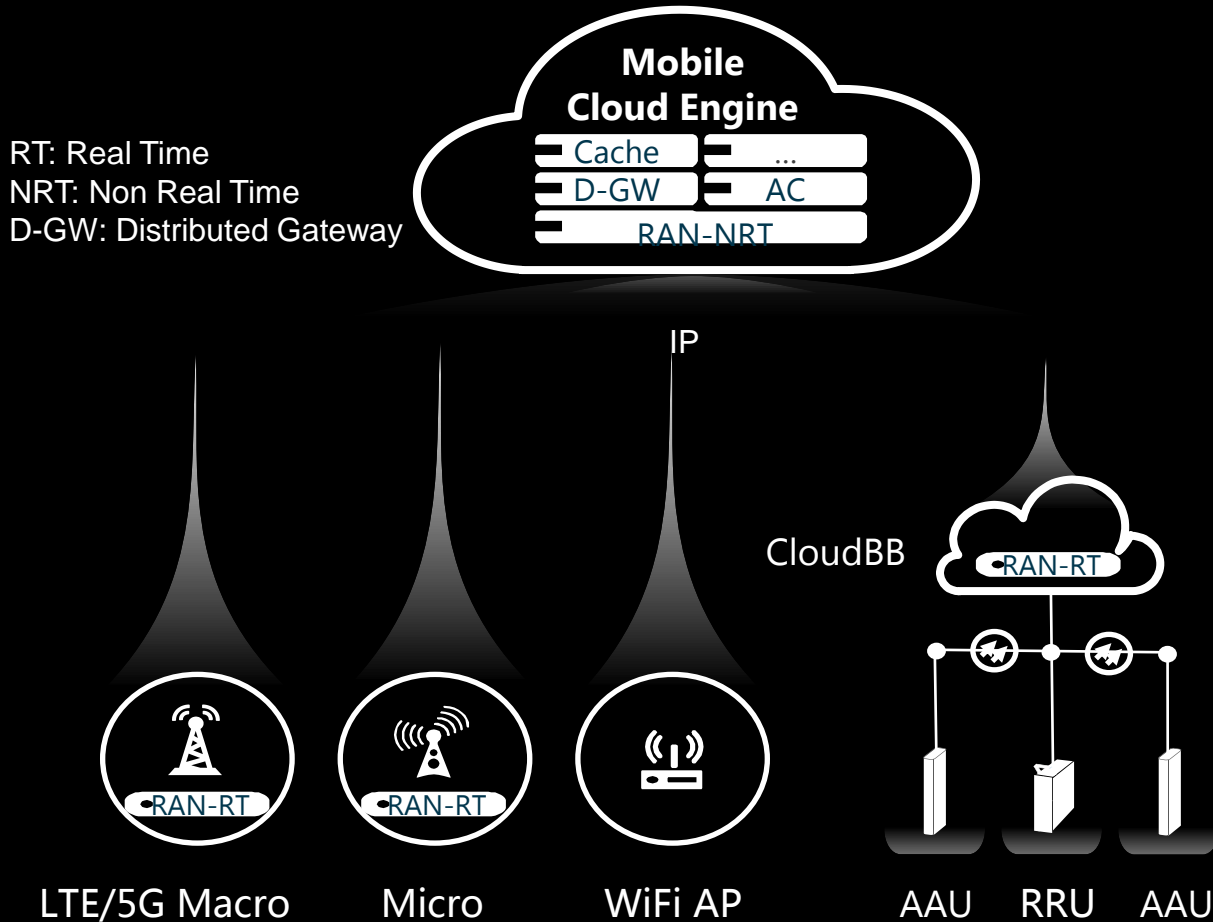 Mobile
Cloud Engine
Cache
...
D-GW
AC
RAN-NRT
RT: Real Time
NRT: Non Real Time
D-GW: Distributed Gateway
IP
CloudBB
RAN-RT
RAN-RT
RAN-RT
LTE/5G Macro
Micro
WiFi AP
AAU
RRU
AAU